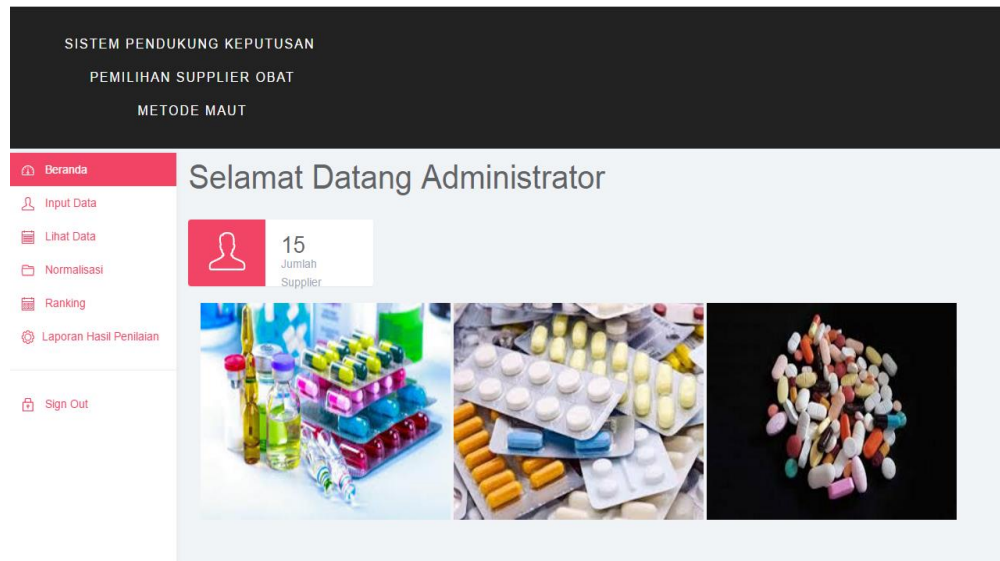 SISTEM PENDUKUNG KEPUTUSAN
PEMILIHAN SUPPLIER OBAT
METODE MAUT
Beranda
Input Data
Lihat Data
Normalisasi
Ranking
Laporan Hasil Penilaian
Sign Out
Selamat Datang Administrator
15
Jumlah
Supplier